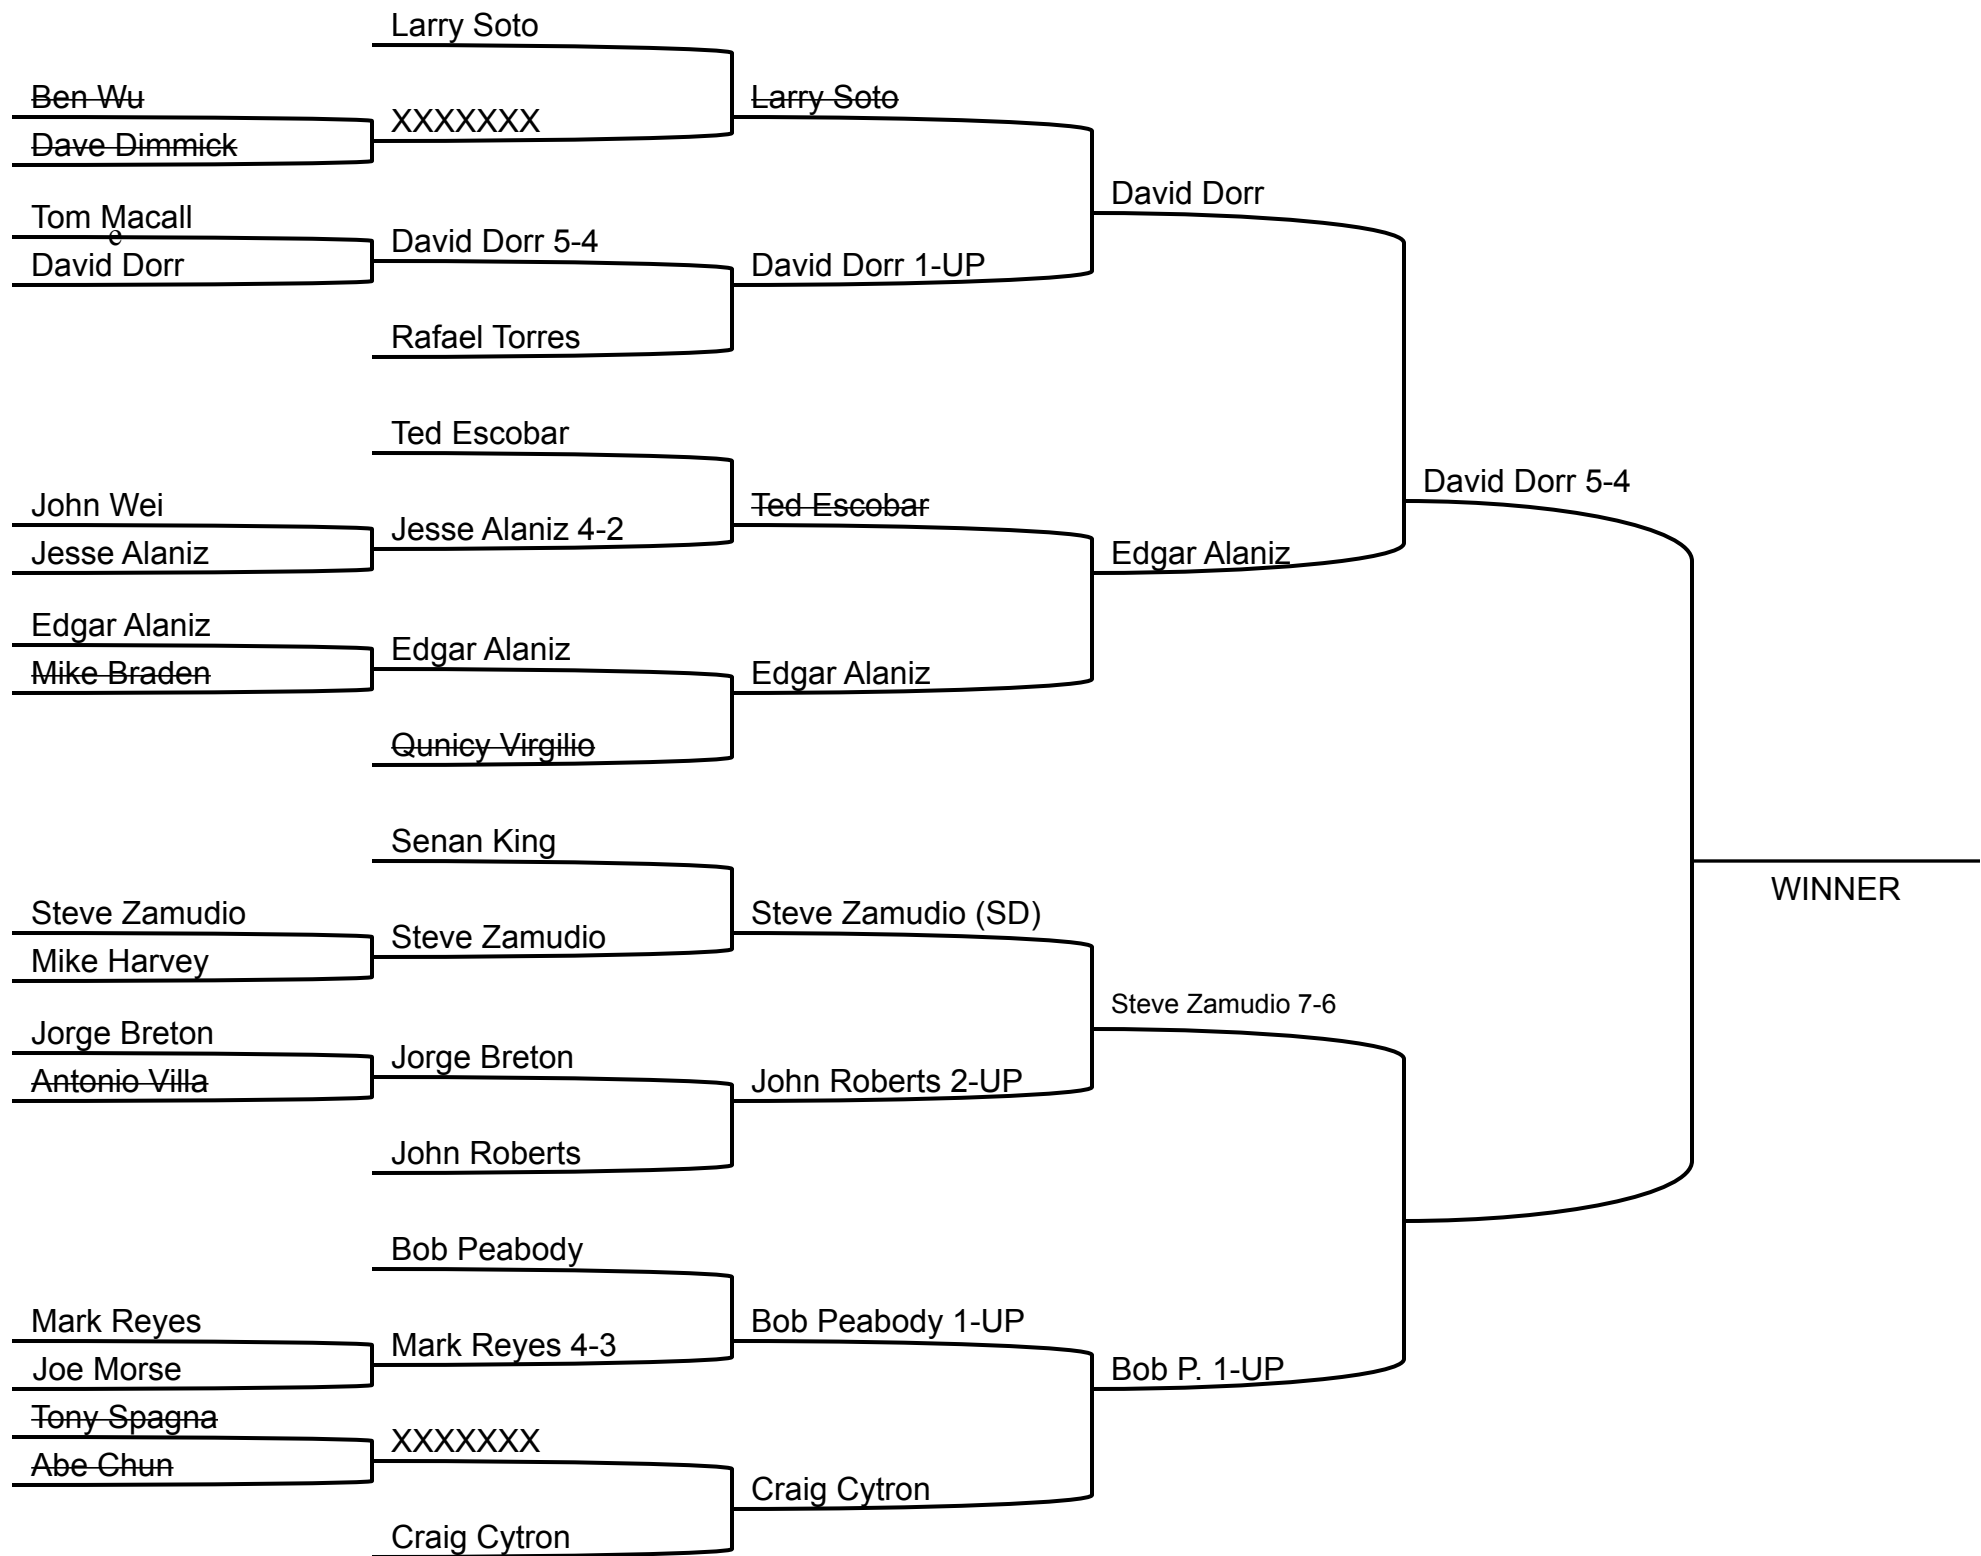 Larry Soto
Ben Wu
XXXXXXX
Larry Soto
Dave Dimmick
David Dorr
Tom Macall
e
David Dorr 5-4
David Dorr
David Dorr 1-UP
Rafael Torres
Ted Escobar
David Dorr 5-4
John Wei
Ted Escobar
Jesse Alaniz 4-2
Jesse Alaniz
Edgar Alaniz
Edgar Alaniz
Edgar Alaniz
Mike Braden
Edgar Alaniz
Qunicy Virgilio
Senan King
WINNER
Steve Zamudio
Steve Zamudio (SD)
Steve Zamudio
Mike Harvey
Steve Zamudio 7-6
Jorge Breton
Jorge Breton
Antonio Villa
John Roberts 2-UP
John Roberts
Bob Peabody
Mark Reyes
Bob Peabody 1-UP
Mark Reyes 4-3
Joe Morse
Bob P. 1-UP
Tony Spagna
XXXXXXX
Abe Chun
Craig Cytron
Craig Cytron